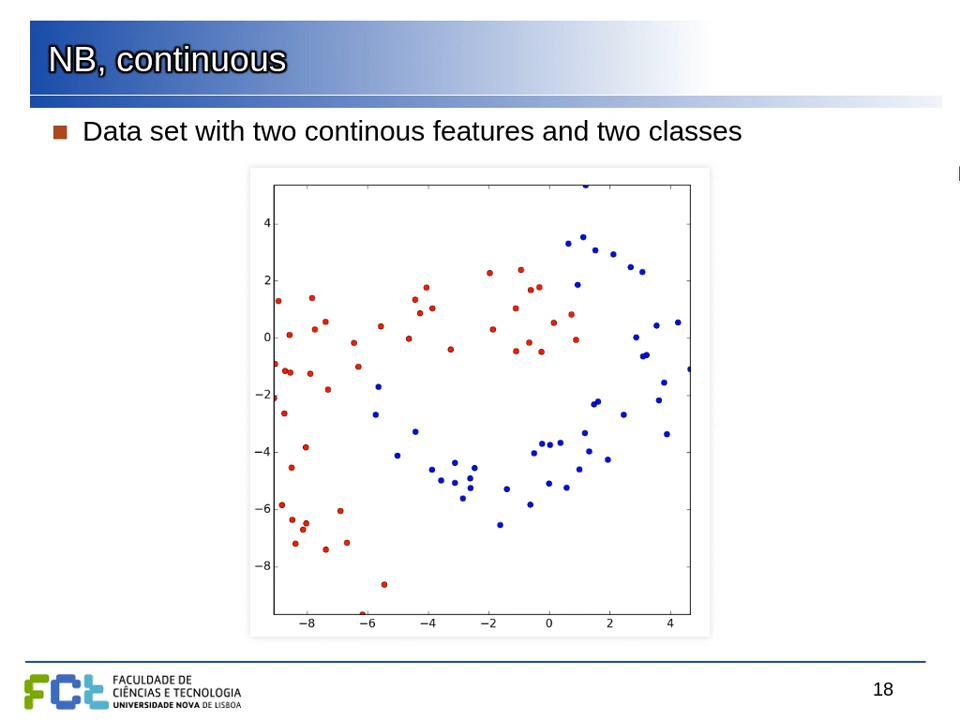 NB, continuous
Data set with two continous features and two classes
4
2
0
−2
−4
−6
−8
−8 −6 −4 −2 0 2 4
FCt FACULDADE DE
CIÊNCIAS E TECNOLOGIA
UNIVERSIDADE NOVA DE LISBOA
18